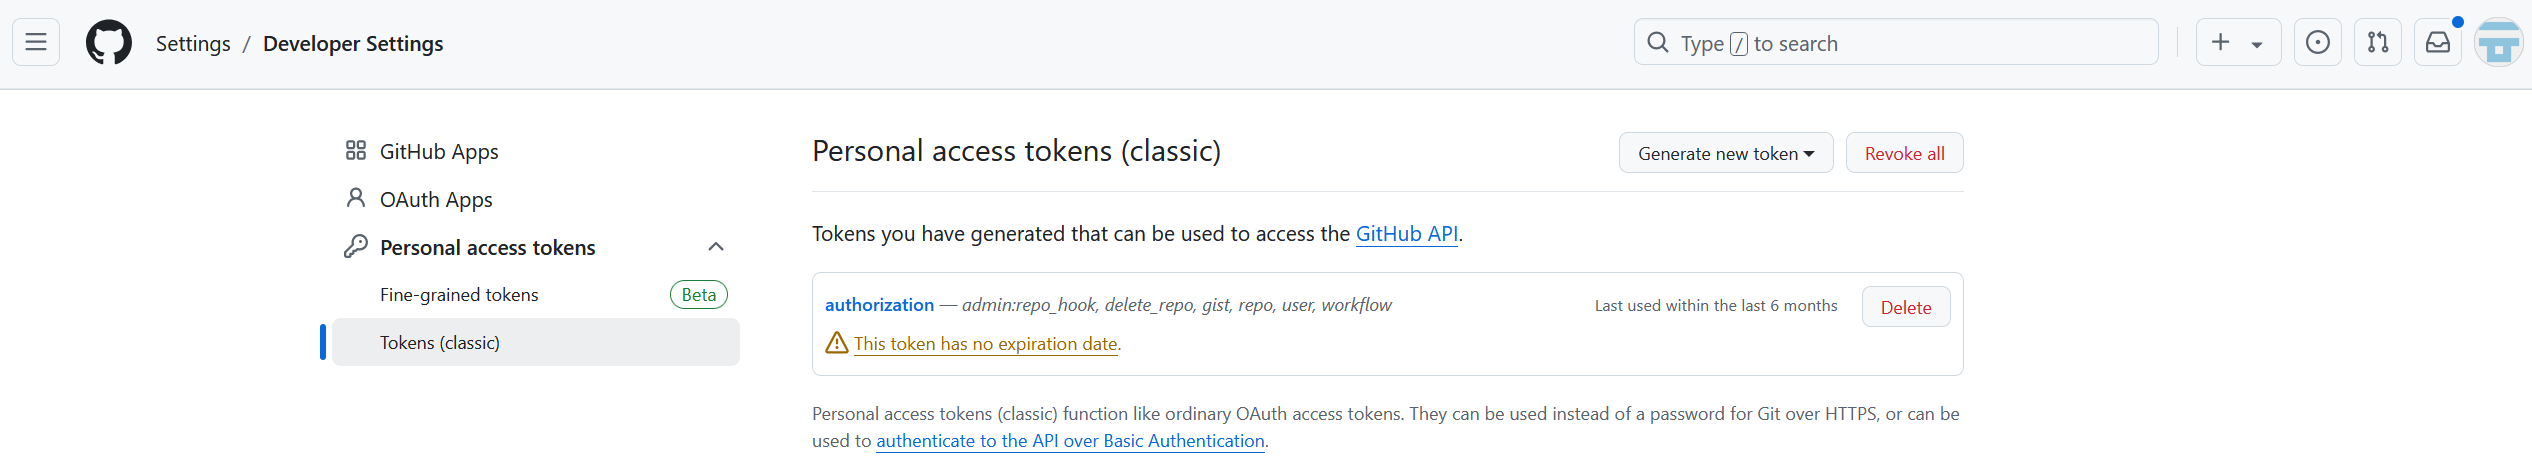 Settings / Developer Settings
Type / to search
GitHub Apps
OAuth Apps
Personal access tokens
Fine-grained tokens Beta
Tokens (classic)
Personal access tokens (classic)
Generate new token
Revoke all
Tokens you have generated that can be used to access the GitHub API.
authorization — admin:repo_hook, delete_repo, gist, repo, user, workflow
Last used within the last 6 months
Delete
This token has no expiration date.
Personal access tokens (classic) function like ordinary OAuth access tokens. They can be used instead of a password for Git over HTTPS, or can be
used to authenticate to the API over Basic Authentication.